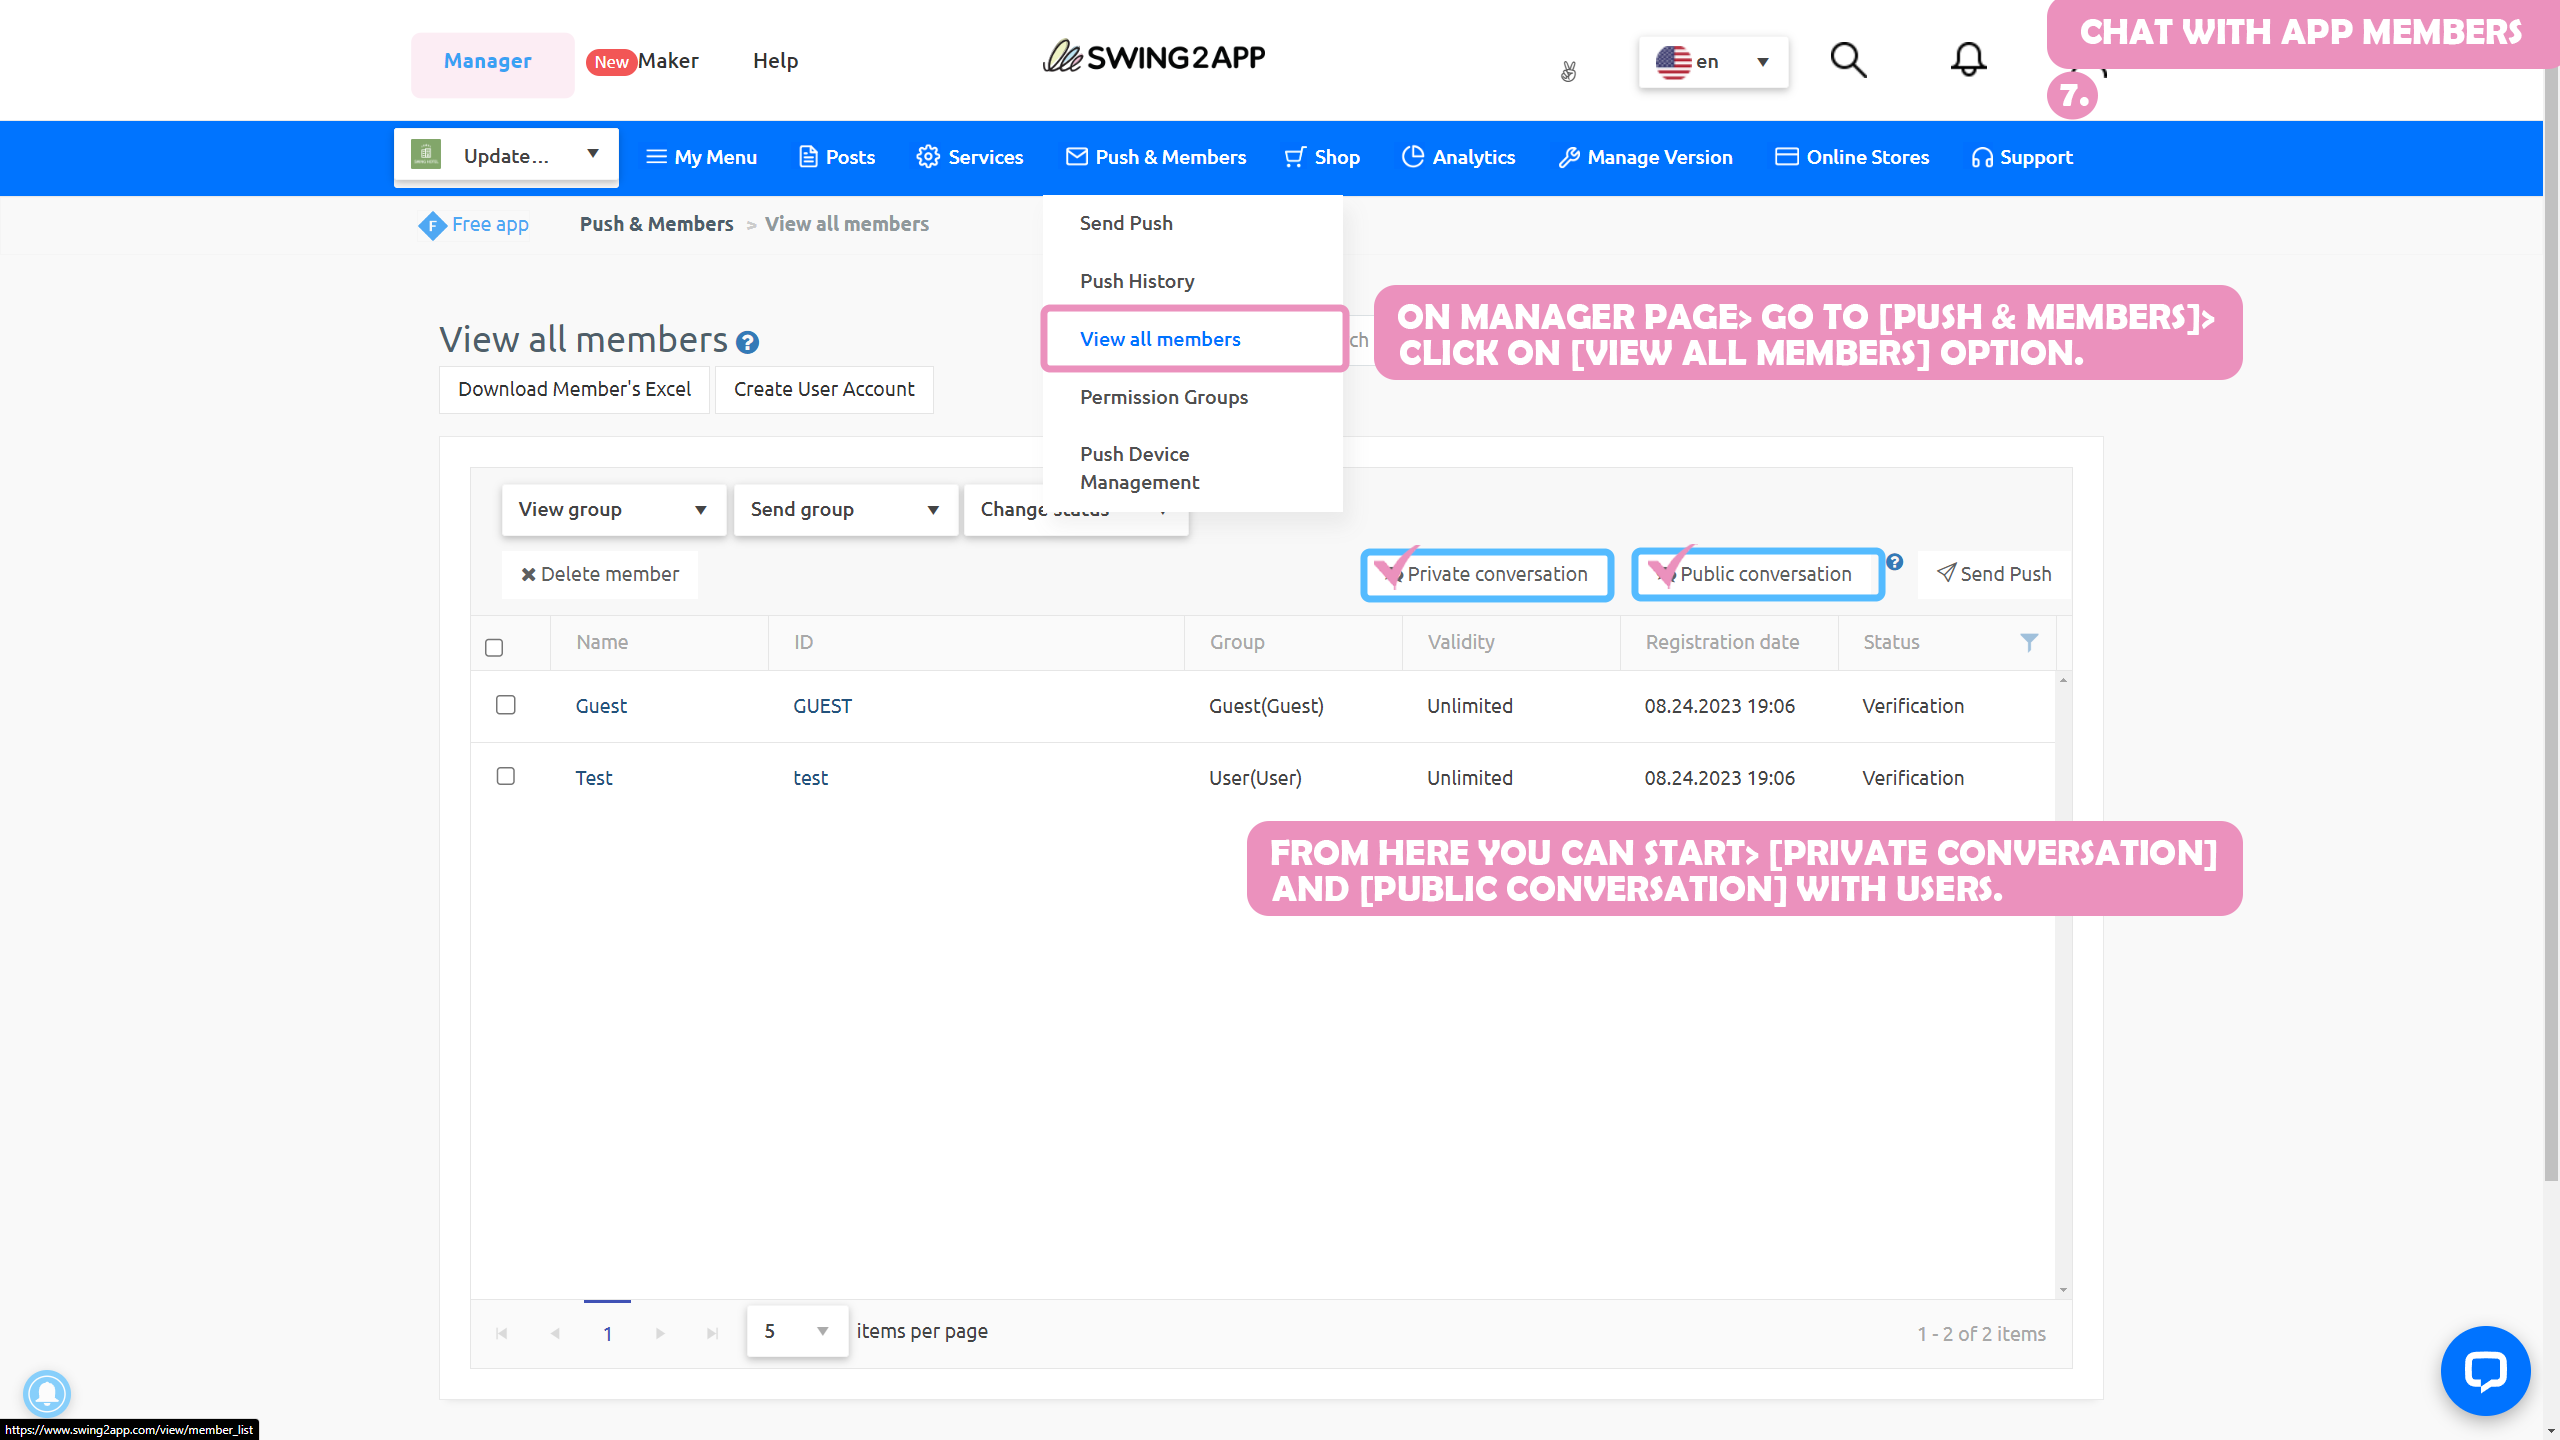 CHAT WITH APP MEMBERS
7.
Manager
New
Maker
Help
SWING2APP
en
Update...
My Menu
Posts
Services
Push & Members
Shop
Analytics
Manage Version
Online Stores
Support
F
Free app
Push & Members > View all members
Send Push
Push History
View all members
Permission Groups
Push Device
Management
ON MANAGER PAGE> GO TO [PUSH & MEMBERS]>
CLICK ON [VIEW ALL MEMBERS] OPTION.
View all members ?
ch
Download Member's Excel
Create User Account
View group
Send group
Change status
Delete member
Private conversation
Public conversation
?
Send Push
Name ID Group Validity Registration date Status
Guest GUEST Guest(Guest) Unlimited 08.24.2023 19:06 Verification
Test test User(User) Unlimited 08.24.2023 19:06 Verification
FROM HERE YOU CAN START> [PRIVATE CONVERSATION]
AND [PUBLIC CONVERSATION] WITH USERS.
1
5
items per page
1 - 2 of 2 items
https://www.swing2app.com/view/member_list